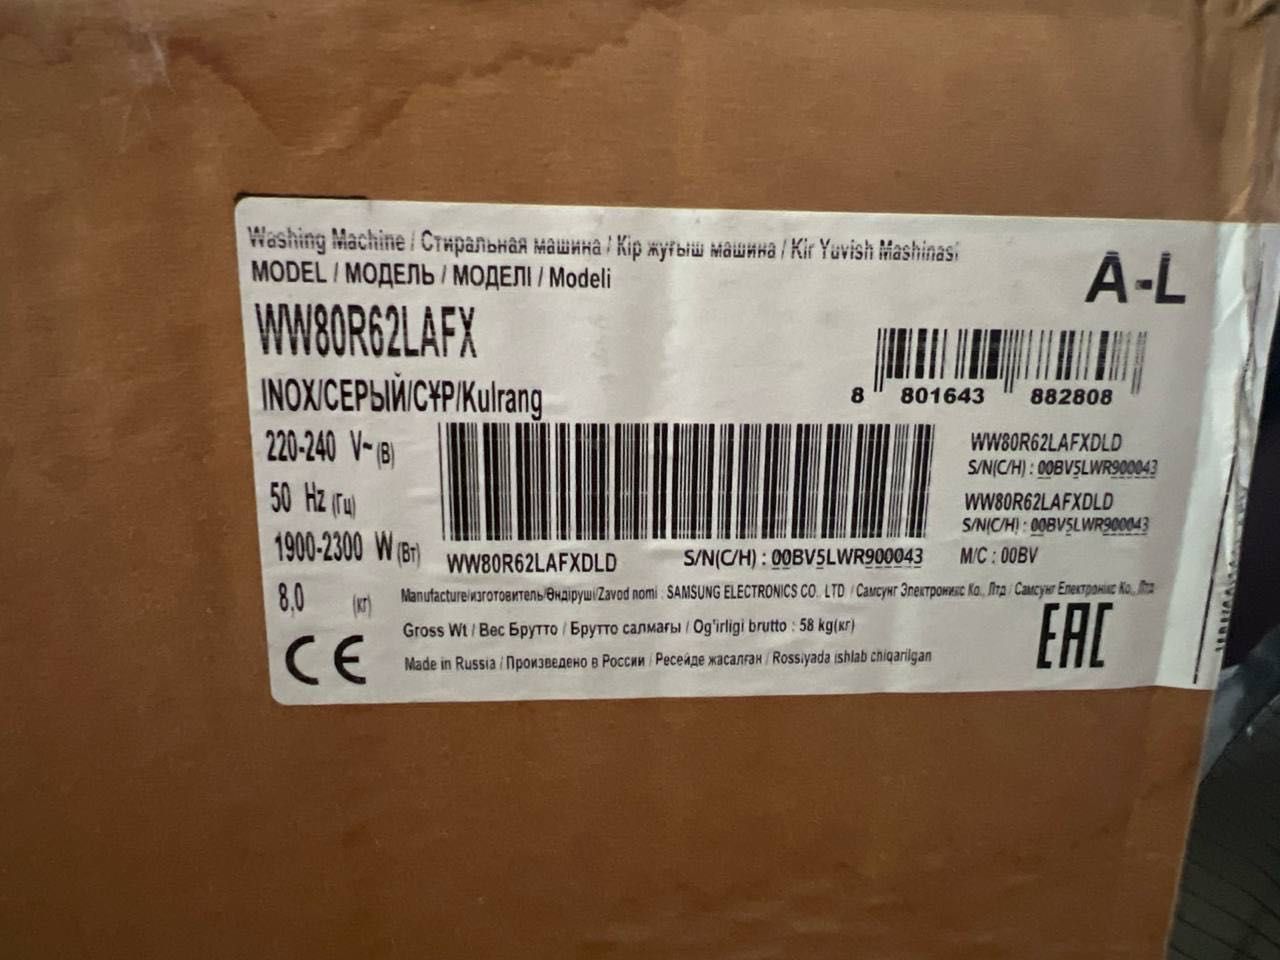 Washing Machine / Стиральная машина / Кір жуғыш машина / Kir Yuvish Mashinasi
MODEL / МОДЕЛЬ / МОДЕЛІ / Modeli
A-L
WW80R62LAFX
8 801643 882808
INOX/СЕРЫЙ/СҰР/Kulrang
220-240 V~(В)
50 Hz (Гц)
1900-2300 W (Вт)
8,0 (кг)
WW80R62LAFXDLD S/N(C/H) : 00BV5LWR900043
WW80R62LAFXDLD
S/N(C/H) : 00BV5LWR900043
WW80R62LAFXDLD
S/N(C/H) : 00BV5LWR900043
M/C : 00BV
Manufacture/изготовитель/Өндіруші/Zavod nomi : SAMSUNG ELECTRONICS CO., LTD / Самсунг Электроникс Ко., Лтд / Самсунг Електронікс Ко., Лтд
Gross Wt / Вес Брутто / Брутто салмағы / Og'irligi brutto : 58 kg(кг)
Made in Russia / Произведено в России / Ресейде жасалған / Rossiyada ishlab chiqarilgan
CE
EAC